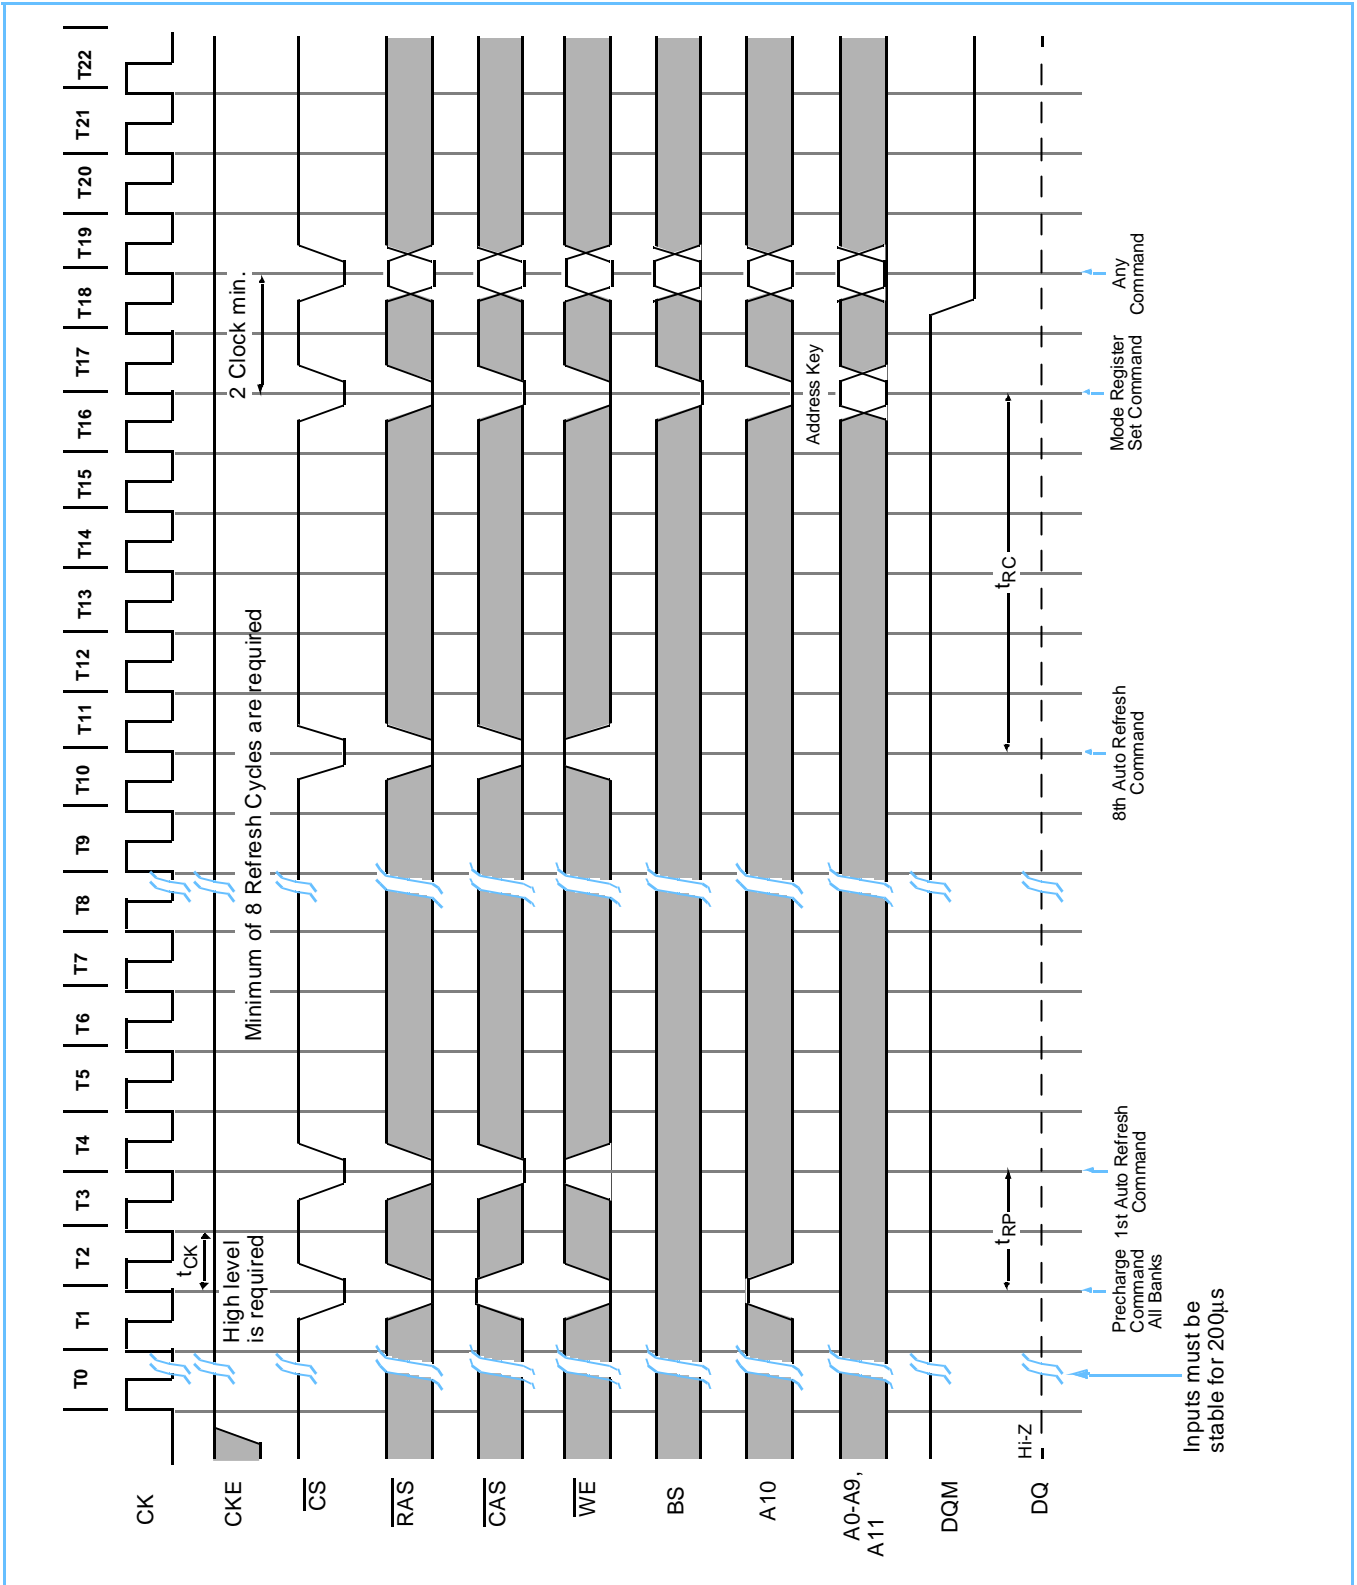 T0 T1 T2 T3 T4 T5 T6 T7 T8 T9 T10 T11 T12 T13 T14 T15 T16 T17 T18 T19 T20 T21 T22
CK
tCK
CKE
High level
is required
Minimum of 8 Refresh Cycles are required
2 Clock min.
CS
RAS
CAS
WE
BS
A10
Address Key
A0-A9,
A11
DQM
tRP
tRC
DQ
Hi-Z
Precharge
Command
All Banks
1st Auto Refresh
Command
8th Auto Refresh
Command
Mode Register
Set Command
Any
Command
Inputs must be
stable for 200µs